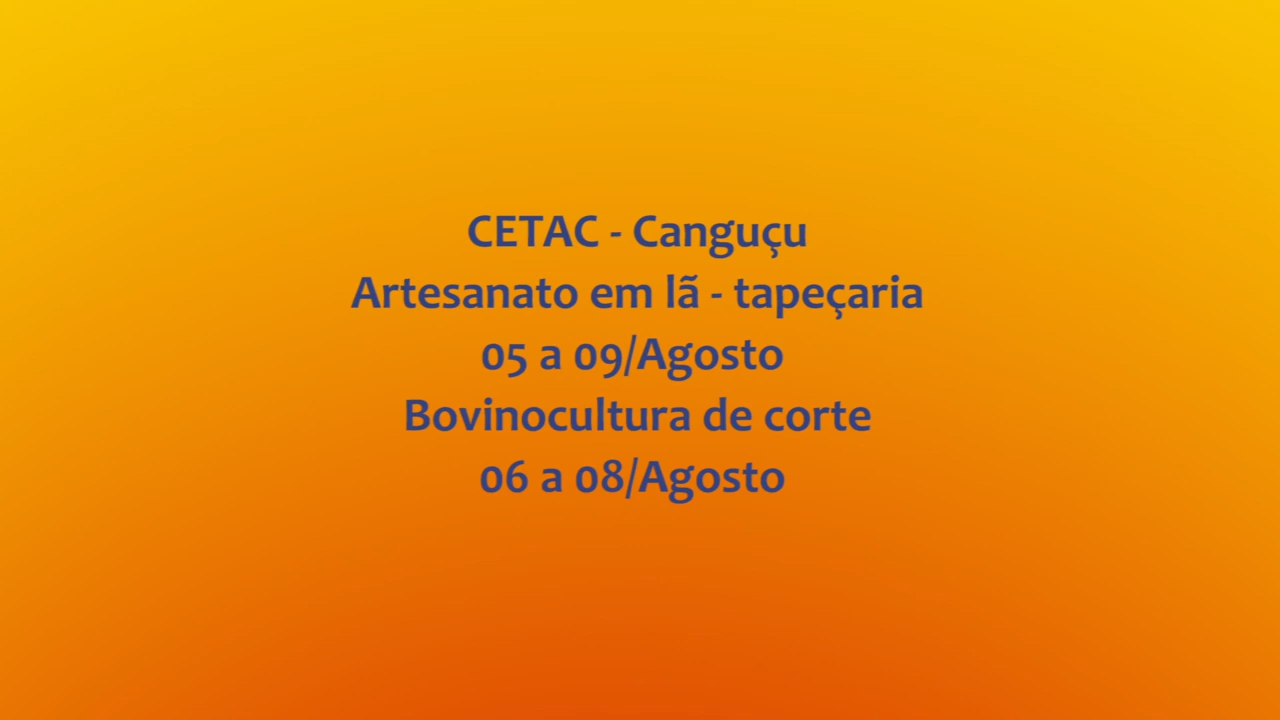 CETAC - Canguçu
Artesanato em lã - tapeçaria
05 a 09/Agosto
Bovinocultura de corte
06 a 08/Agosto